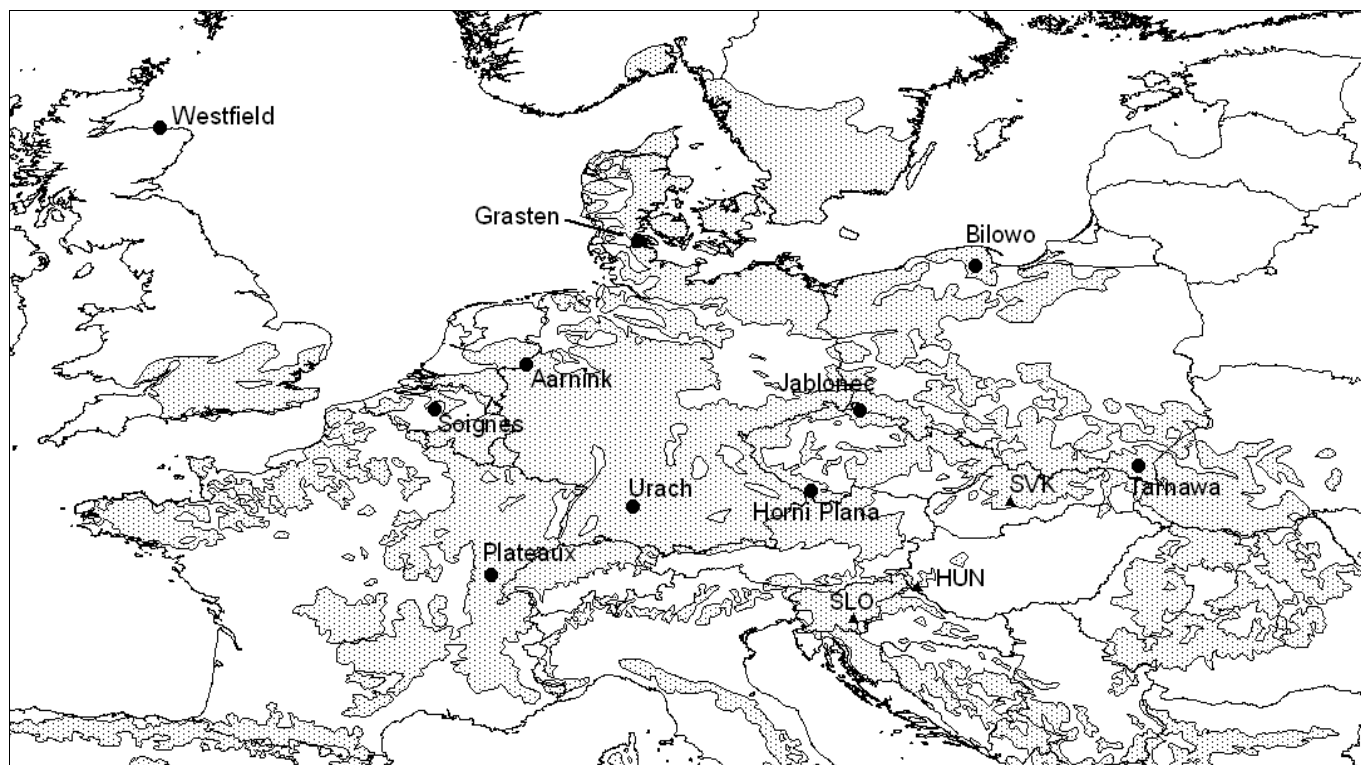 Westfield
Grasten
Bilowo
Aarnink
Jablonec
Soignes
SVK
Tarnawa
Urach
Horni Plana
Plateaux
HUN
SLO